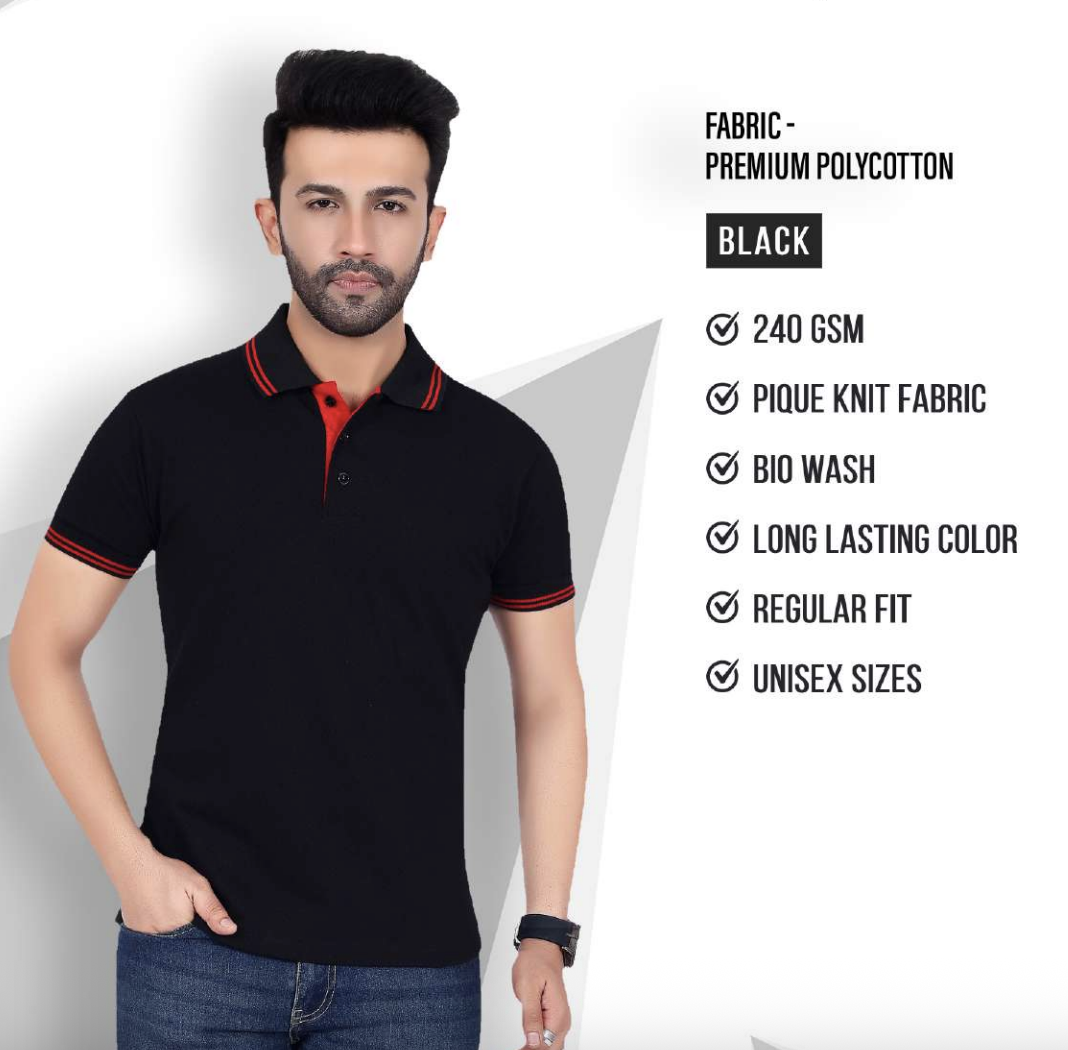 FABRIC -
PREMIUM POLYCOTTON
BLACK
240 GSM
PIQUE KNIT FABRIC
BIO WASH
LONG LASTING COLOR
REGULAR FIT
UNISEX SIZES